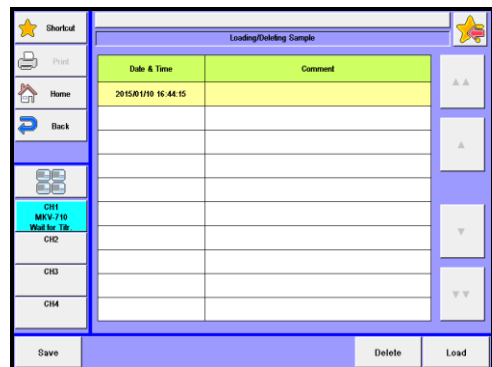 Shortcut
Loading/Deleting Sample
Print
Home
Back
Date & Time
Comment
2015/01/10 16:44:15
CH1
MKV-710
Wait for Titr.
CH2
CH3
CH4
Save
Delete
Load